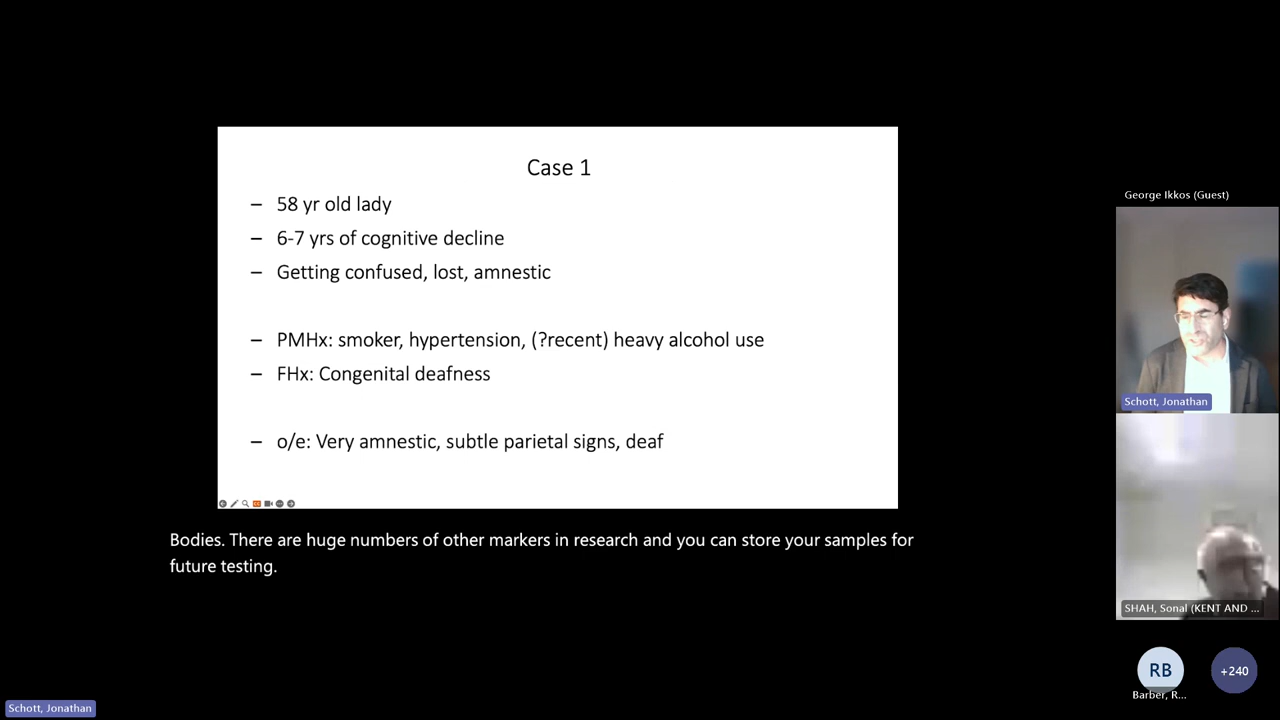 Case 1
– 58 yr old lady
– 6-7 yrs of cognitive decline
– Getting confused, lost, amnestic
– PMHx: smoker, hypertension, (?recent) heavy alcohol use
– FHx: Congenital deafness
– o/e: Very amnestic, subtle parietal signs, deaf
Bodies. There are huge numbers of other markers in research and you can store your samples for
future testing.
George Ikkos (Guest)
Schott, Jonathan
SHAH, Sonal (KENT AND ...
RB
+240
Barber, R...
Schott, Jonathan